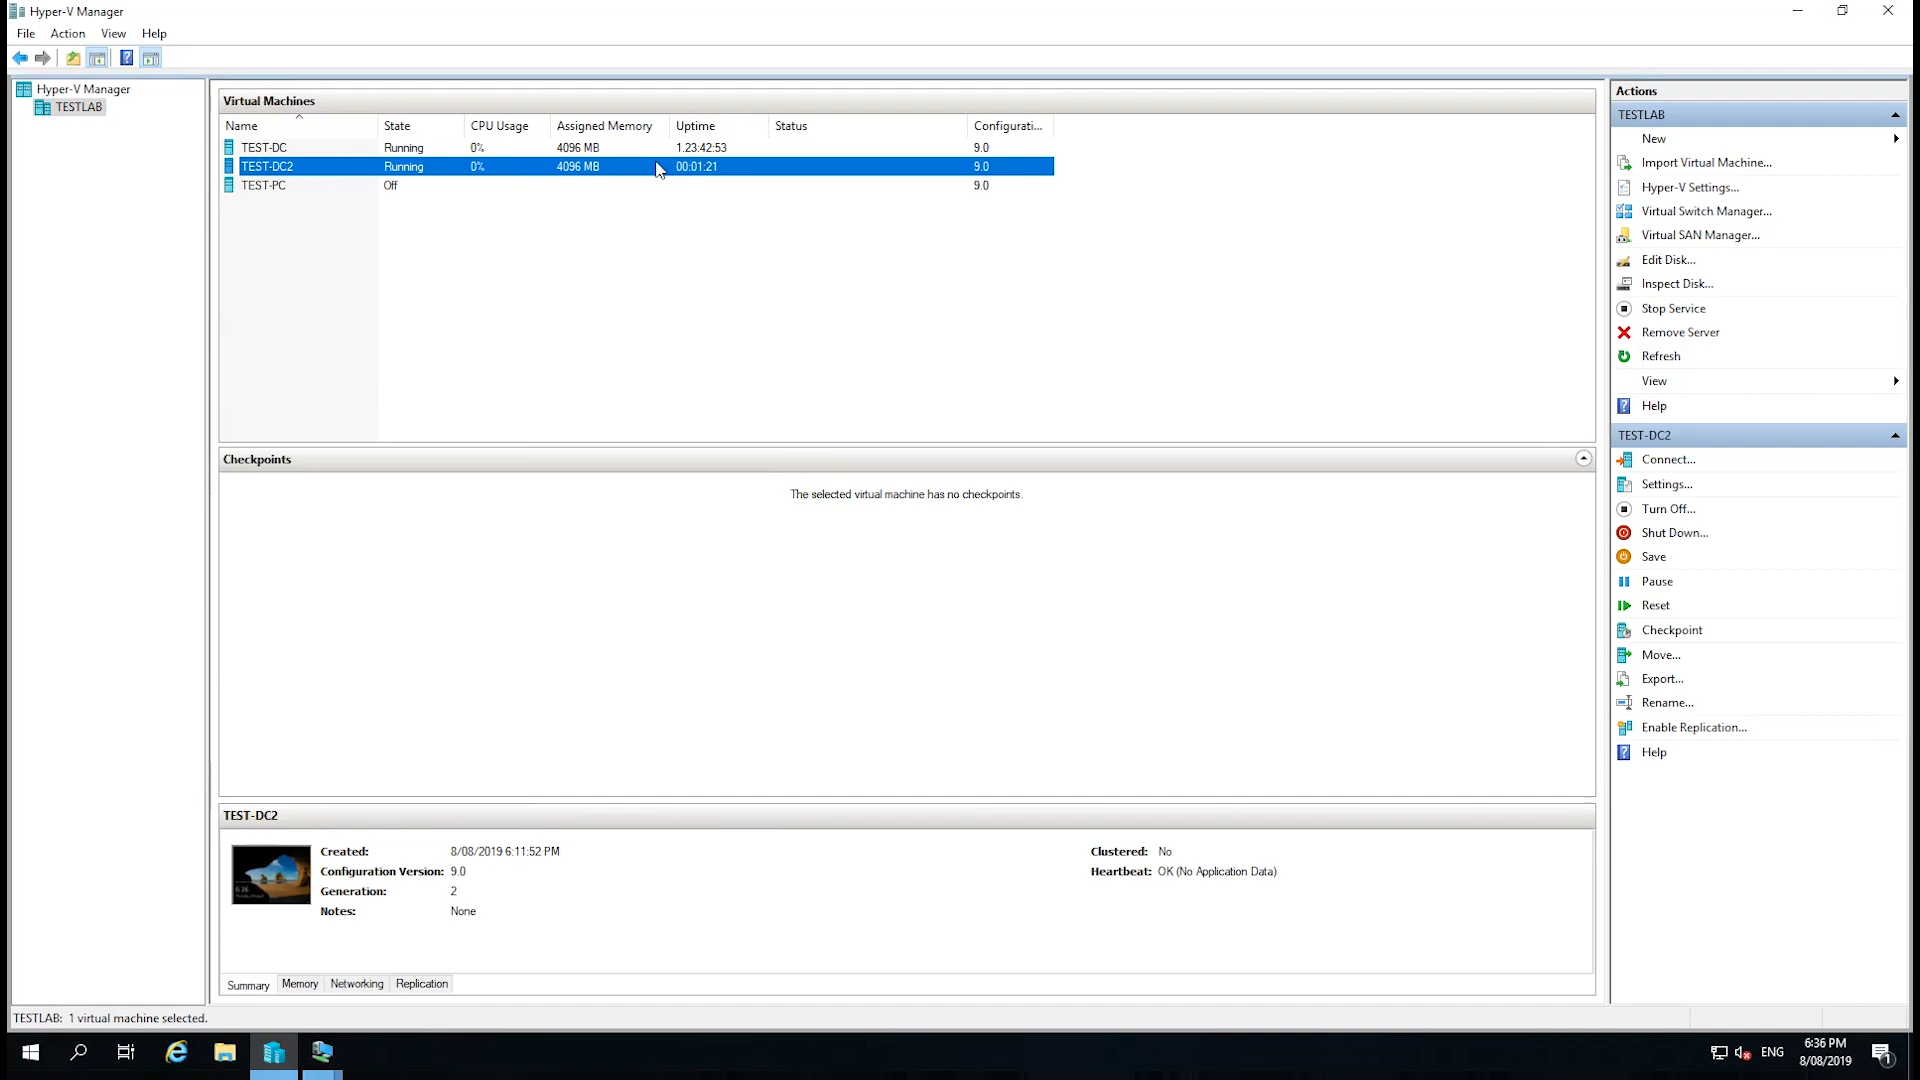 Hyper-V Manager
File Action View Help
Hyper-V Manager
TESTLAB
Virtual Machines
Name State CPU Usage Assigned Memory Uptime Status Configurati...
TEST-DC Running 0% 4096 MB 1.23:42:53 9.0
TEST-DC2 Running 0% 4096 MB 00:01:21 9.0
TEST-PC Off 9.0
Checkpoints
The selected virtual machine has no checkpoints.
TEST-DC2
Created: 8/08/2019 6:11:52 PM Clustered: No
Configuration Version: 9.0 Heartbeat: OK (No Application Data)
Generation: 2
Notes: None
6:36
Summary Memory Networking Replication
Actions
TESTLAB
New
Import Virtual Machine...
Hyper-V Settings...
Virtual Switch Manager...
Virtual SAN Manager...
Edit Disk...
Inspect Disk...
Stop Service
Remove Server
Refresh
View
Help
TEST-DC2
Connect...
Settings...
Turn Off...
Shut Down...
Save
Pause
Reset
Checkpoint
Move...
Export...
Rename...
Enable Replication...
Help
TESTLAB: 1 virtual machine selected.
ENG
6:36 PM
8/08/2019
1